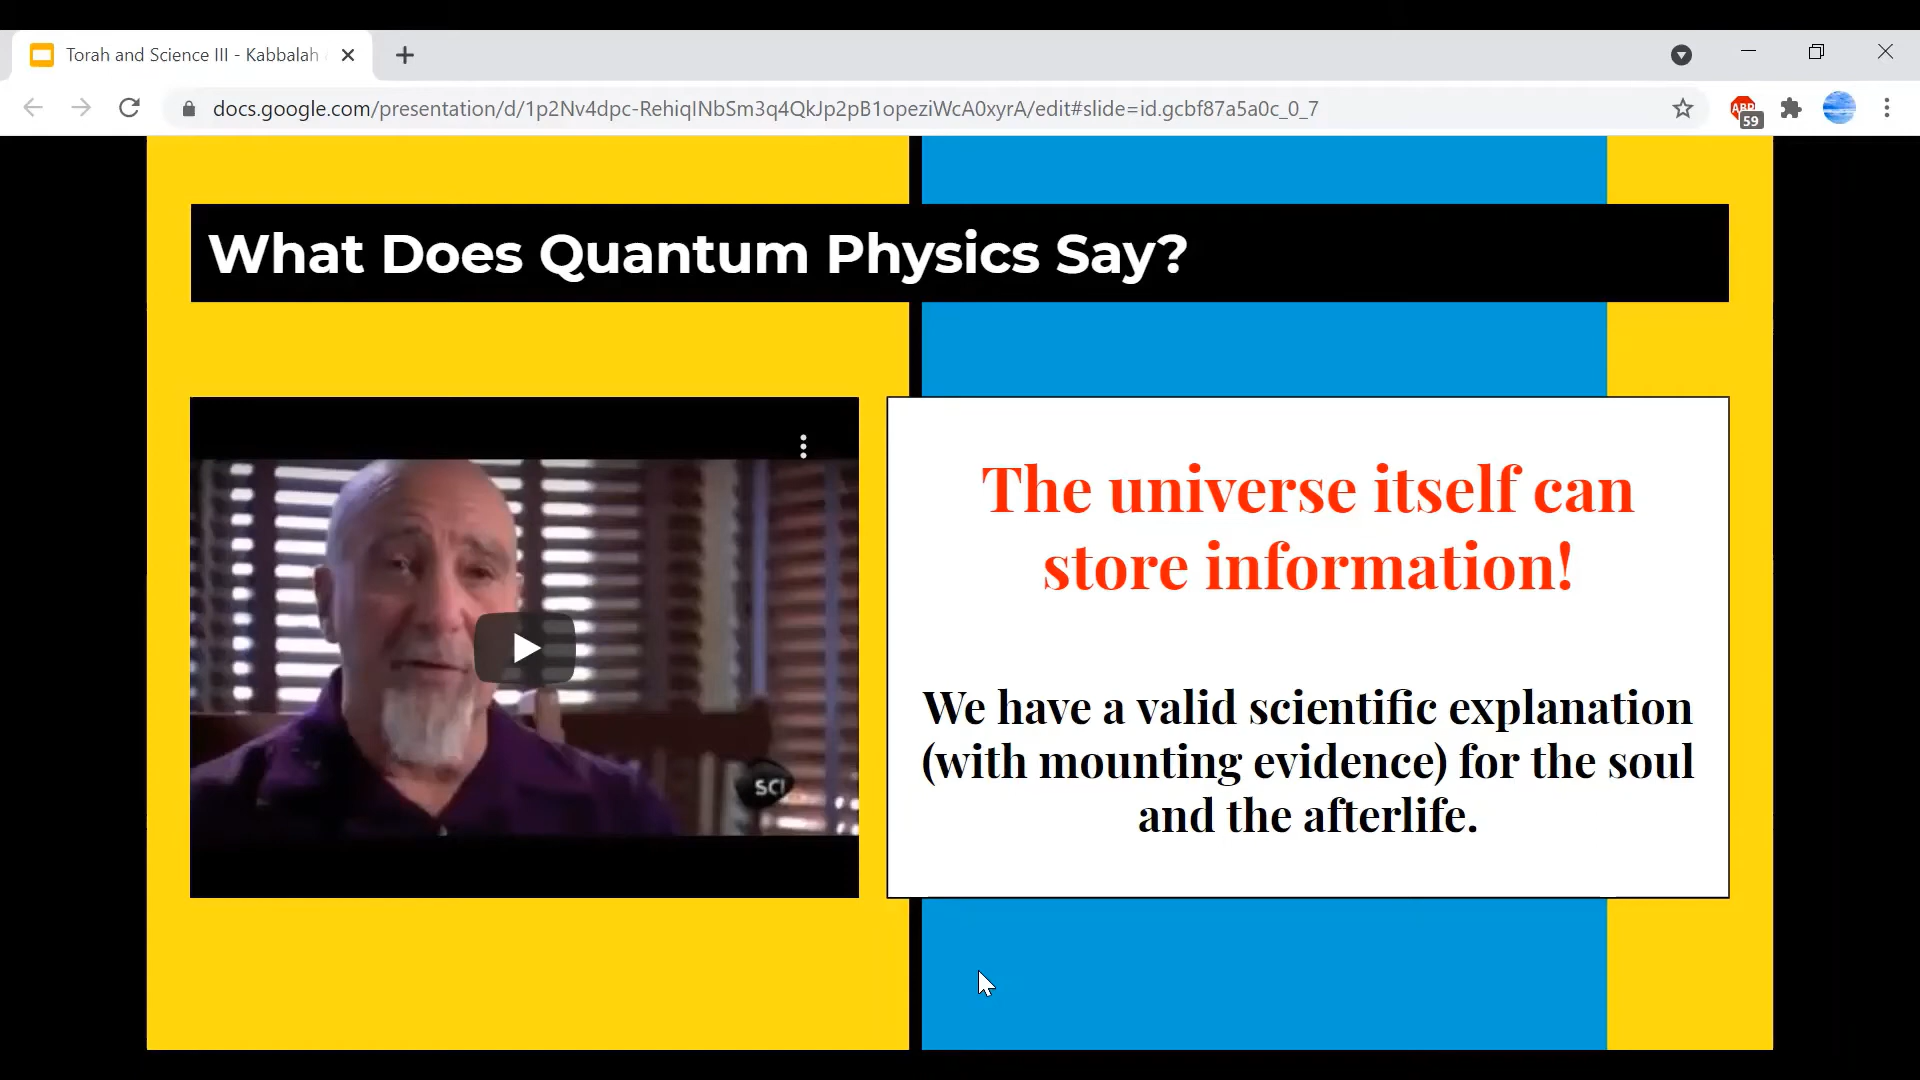 Torah and Science III - Kabbalah
docs.google.com/presentation/d/1p2Nv4dpc-RehiqINbSm3q4QkJp2pB1opeziWcA0xyrA/edit#slide=id.gcbf87a5a0c_0_7
ABP
59
What Does Quantum Physics Say?
The universe itself can
store information!
We have a valid scientific explanation
(with mounting evidence) for the soul
and the afterlife.
SCI